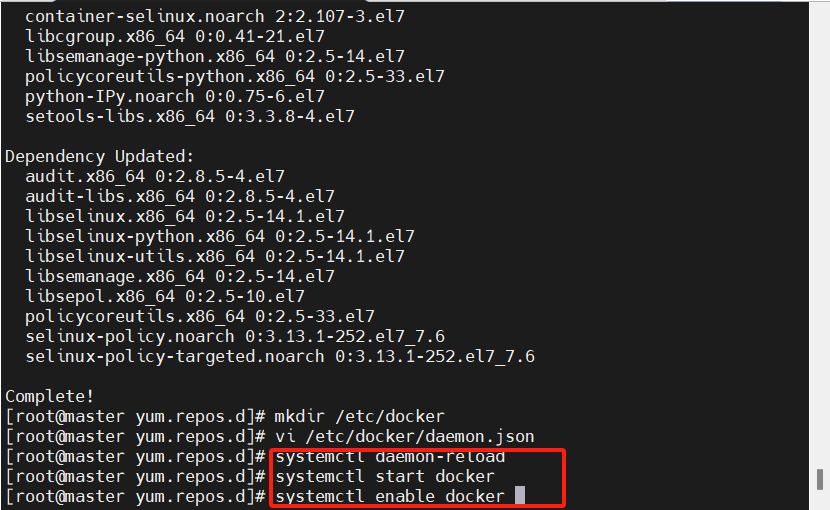 container-selinux.noarch 2:2.107-3.el7
libcgroup.x86_64 0:0.41-21.el7
libsemanage-python.x86_64 0:2.5-14.el7
policycoreutils-python.x86_64 0:2.5-33.el7
python-IPy.noarch 0:0.75-6.el7
setools-libs.x86_64 0:3.3.8-4.el7
Dependency Updated:
audit.x86_64 0:2.8.5-4.el7
audit-libs.x86_64 0:2.8.5-4.el7
libselinux.x86_64 0:2.5-14.1.el7
libselinux-python.x86_64 0:2.5-14.1.el7
libselinux-utils.x86_64 0:2.5-14.1.el7
libsemanage.x86_64 0:2.5-14.el7
libsepol.x86_64 0:2.5-10.el7
policycoreutils.x86_64 0:2.5-33.el7
selinux-policy.noarch 0:3.13.1-252.el7_7.6
selinux-policy-targeted.noarch 0:3.13.1-252.el7_7.6
Complete!
[root@master yum.repos.d]# mkdir /etc/docker
[root@master yum.repos.d]# vi /etc/docker/daemon.json
[root@master yum.repos.d]# systemctl daemon-reload
[root@master yum.repos.d]# systemctl start docker
[root@master yum.repos.d]# systemctl enable docker